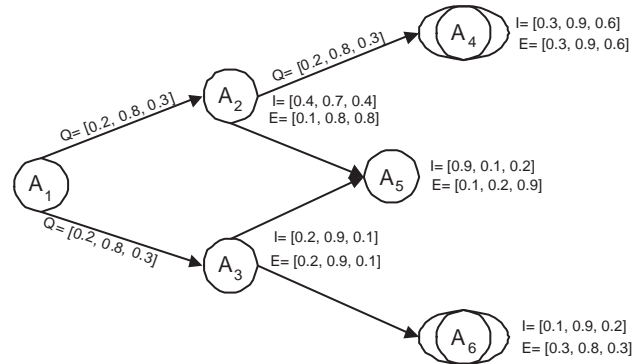 A4
I= [0.3, 0.9, 0.6]
E= [0.3, 0.9, 0.6]
Q= [0.2, 0.8, 0.3]
A2
Q= [0.2, 0.8, 0.3]
I= [0.4, 0.7, 0.4]
E= [0.1, 0.8, 0.8]
A5
I= [0.9, 0.1, 0.2]
E= [0.1, 0.2, 0.9]
A1
Q= [0.2, 0.8, 0.3]
A3
I= [0.2, 0.9, 0.1]
E= [0.2, 0.9, 0.1]
A6
I= [0.1, 0.9, 0.2]
E= [0.3, 0.8, 0.3]